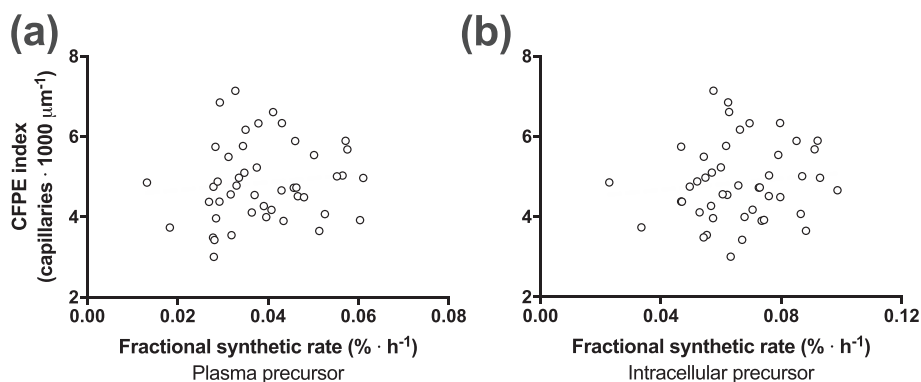 (a)
(b)
CFPE index
(capillaries · 1000 µm-1)
8
6
4
2
0.00
0.02
0.04
0.06
0.08
Fractional synthetic rate (% · h-1)
Plasma precursor
8
6
4
2
0.00
0.04
0.08
0.12
Fractional synthetic rate (% · h-1)
Intracellular precursor